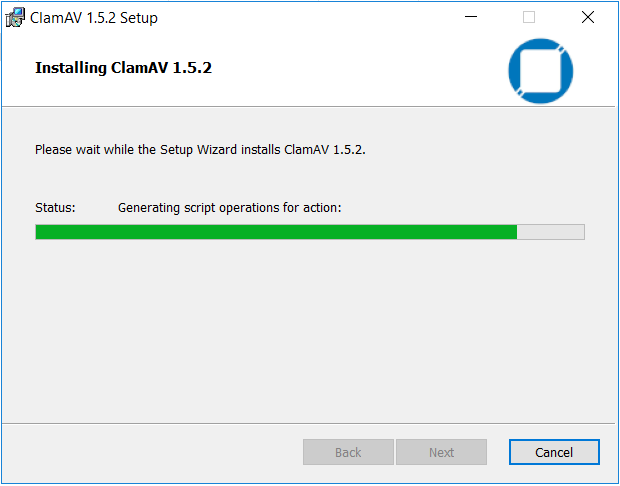 ClamAV 1.5.2 Setup
Installing ClamAV 1.5.2
Please wait while the Setup Wizard installs ClamAV 1.5.2.
Status: Generating script operations for action:
Back Next Cancel